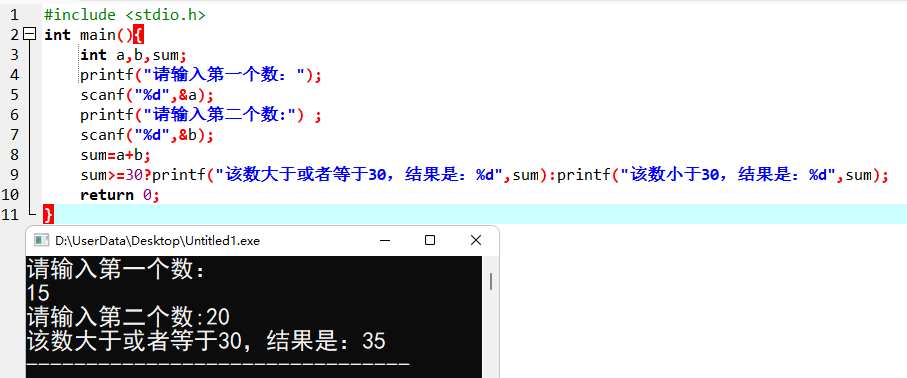 1 #include <stdio.h>
2 int main(){
3 int a,b,sum;
4 printf("请输入第一个数：");
5 scanf("%d",&a);
6 printf("请输入第二个数:") ;
7 scanf("%d",&b);
8 sum=a+b;
9 sum>=30?printf("该数大于或者等于30，结果是：%d",sum):printf("该数小于30，结果是：%d",sum);
10 return 0;
11 }
D:\UserData\Desktop\Untitled1.exe
请输入第一个数：
15
请输入第二个数:20
该数大于或者等于30，结果是：35
--------------------------------